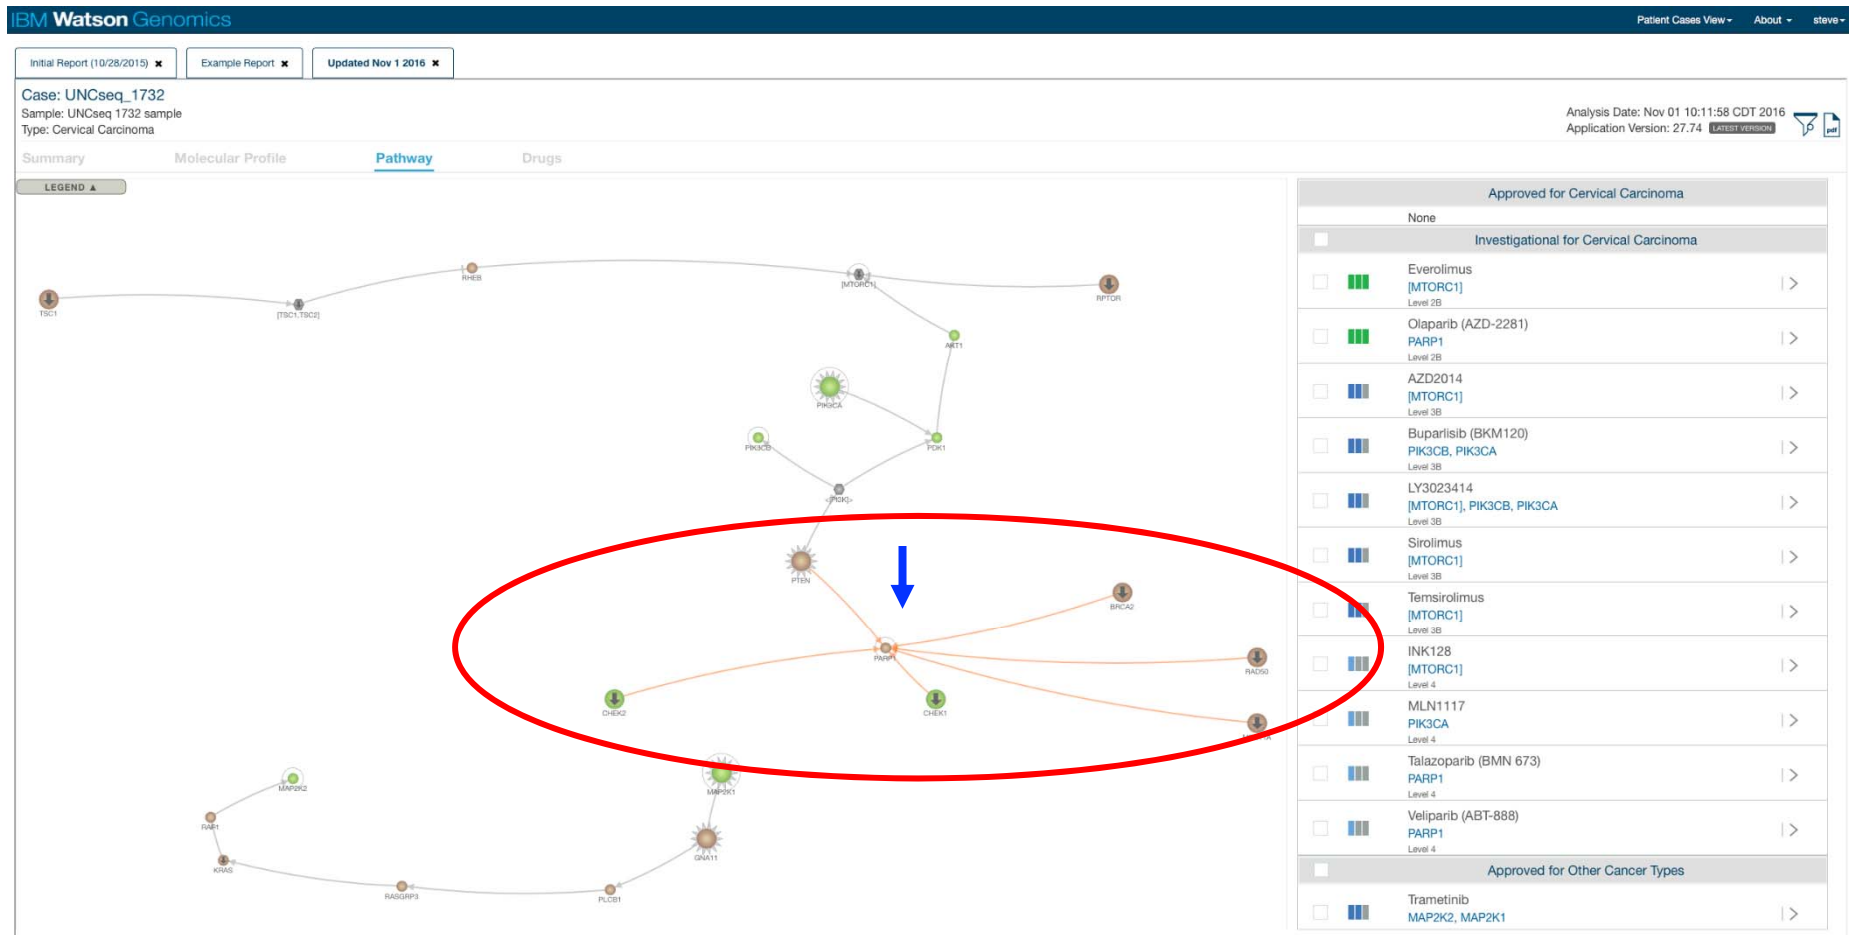 IBM Watson Genomics
Patient Cases View
About
steve
Initial Report (10/28/2015) ✖
Example Report ✖
Updated Nov 1 2016 ✖
Case: UNCseq_1732
Sample: UNCseq 1732 sample
Type: Cervical Carcinoma
Analysis Date: Nov 01 10:11:58 CDT 2016
Application Version: 27.74 LATEST VERSION
pdf
Summary
Molecular Profile
Pathway
Drugs
LEGEND ▲
RHEB
[MTORC1]
TSC1
[TSC1.TSC2]
RPTOR
AKT1
PIK3CA
PIK3CB
PDK1
<[PI3K]>
PTEN
BRCA2
PARP1
RAD50
CHEK2
CHEK1
MAP2K2
MAP2K1
RAP1
GNA11
KRAS
RASGRP3
PLCB1
Approved for Cervical Carcinoma
None
Investigational for Cervical Carcinoma
Everolimus
[MTORC1]
Level 2B
Olaparib (AZD-2281)
PARP1
Level 2B
AZD2014
[MTORC1]
Level 3B
Buparlisib (BKM120)
PIK3CB, PIK3CA
Level 3B
LY3023414
[MTORC1], PIK3CB, PIK3CA
Level 3B
Sirolimus
[MTORC1]
Level 3B
Temsirolimus
[MTORC1]
Level 3B
INK128
[MTORC1]
Level 4
MLN1117
PIK3CA
Level 4
Talazoparib (BMN 673)
PARP1
Level 4
Veliparib (ABT-888)
PARP1
Level 4
Approved for Other Cancer Types
Trametinib
MAP2K2, MAP2K1